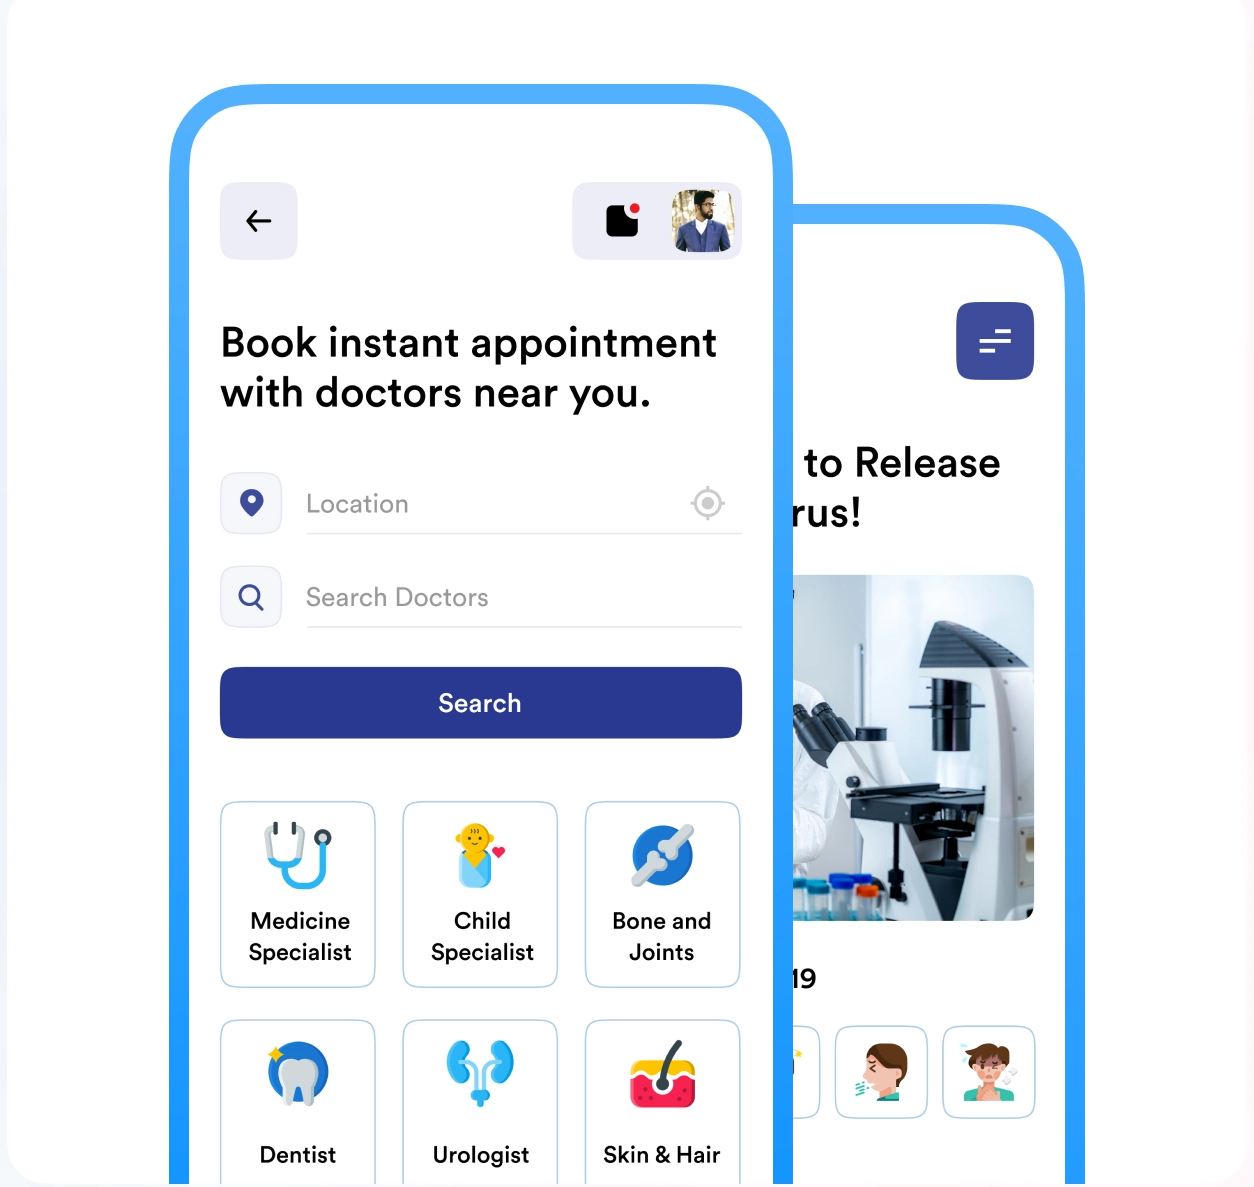 Book instant appointment
with doctors near you.
Location
Search Doctors
Search
Medicine
Specialist
Child
Specialist
Bone and
Joints
Dentist
Urologist
Skin & Hair
to Release
rus!
19